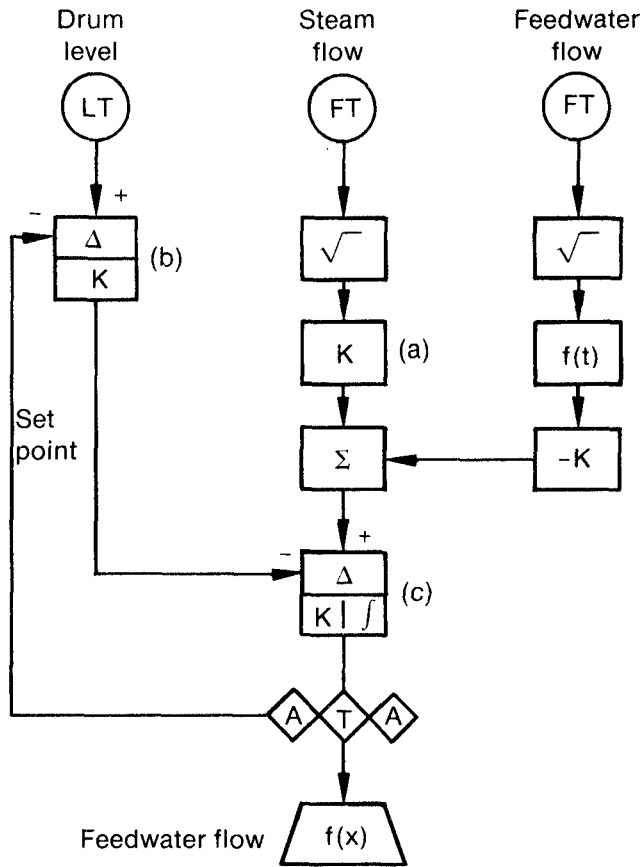 Drum
level
Steam
flow
Feedwater
flow
LT
FT
FT
+
-
Δ
K
(b)
√
√
K
(a)
f(t)
Set
point
Σ
-K
+
-
Δ
K | ∫
(c)
A
T
A
Feedwater flow
f(x)